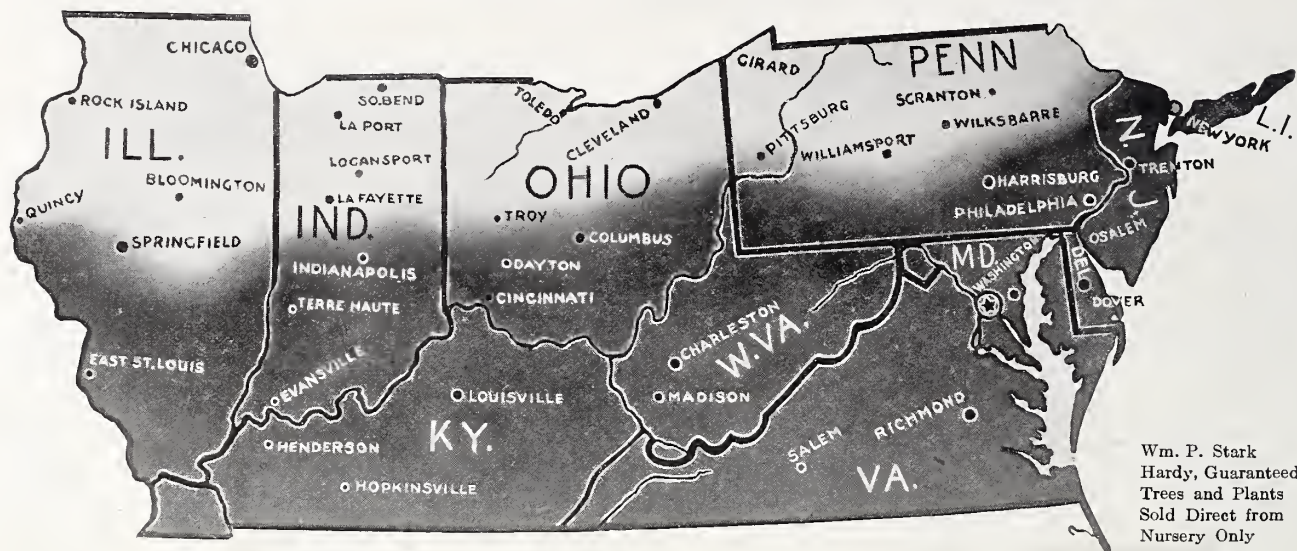 CHICAGO
ROCK ISLAND
ILL.
BLOOMINGTON
QUINCY
SPRINGFIELD
EAST ST. LOUIS
SO. BEND
LA PORT
LOGANSPORT
LA FAYETTE
IND.
INDIANAPOLIS
TERRE HAUTE
EVANSVILLE
TOLEDO
CLEVELAND
OHIO
TROY
COLUMBUS
DAYTON
CINCINNATI
LOUISVILLE
HENDERSON
KY.
HOPKINSVILLE
GIRARD
PENN
SCRANTON
PITTSBURG
WILKSBARRE
WILLIAMSPORT
HARRISBURG
PHILADELPHIA
N.
J
L.I.
NEW YORK
TRENTON
SALEM
MD.
WASHINGTON
DEL
DOVER
CHARLESTON
W.VA.
MADISON
RICHMOND
SALEM
VA.
Wm. P. Stark
Hardy, Guaranteed
Trees and Plants
Sold Direct from
Nursery Only